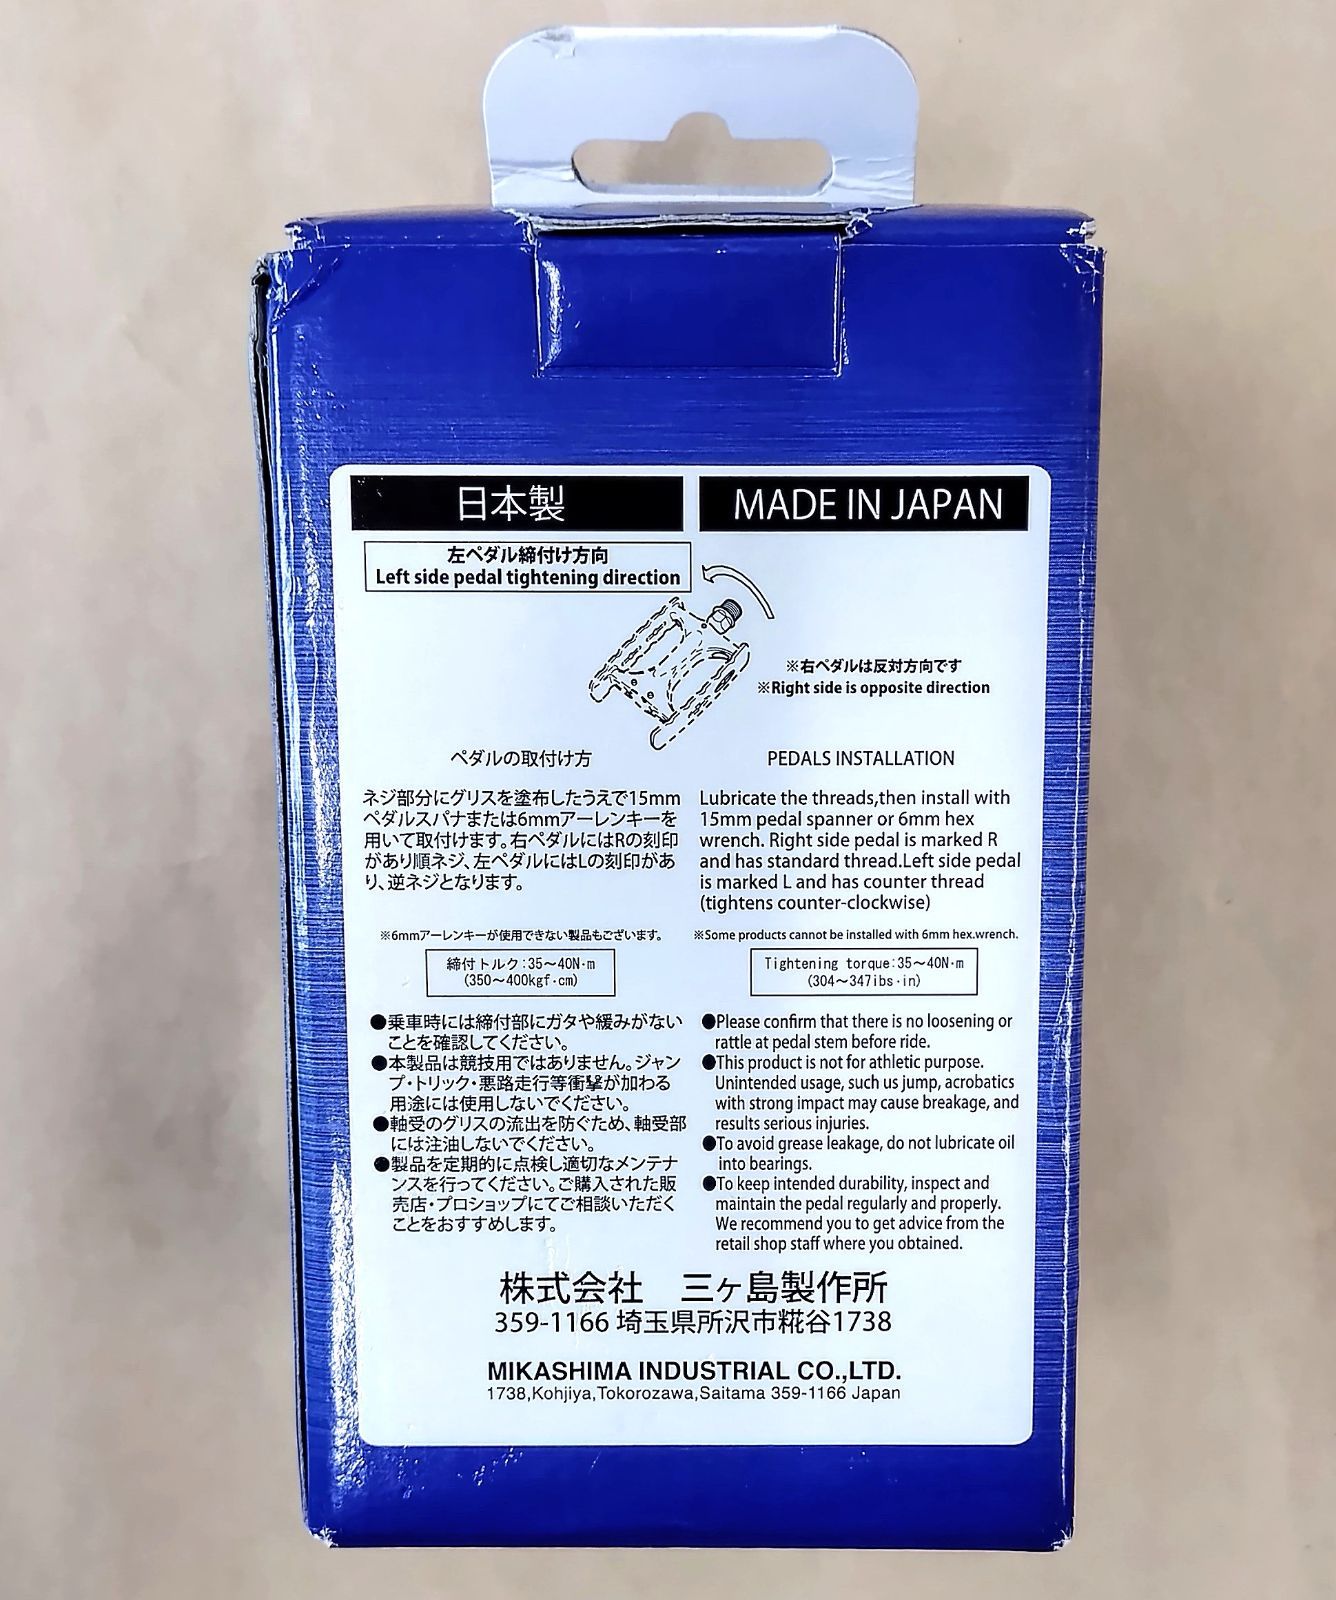 日本製
MADE IN JAPAN
左ペダル締付け方向
Left side pedal tightening direction
※右ペダルは反対方向です
※Right side is opposite direction
ペダルの取付け方
ネジ部分にグリスを塗布したうえで15mm
ペダルスパナまたは6mmアーレンキーを
用いて取付けます。右ペダルにはRの刻印
があり順ネジ、左ペダルにはLの刻印があ
り、逆ネジとなります。
※6mmアーレンキーが使用できない製品もございます。
締付トルク:35～40N·m
(350～400kgf·cm)
●乗車時には締付部にガタや緩みがない
ことを確認してください。
●本製品は競技用ではありません。ジャン
プ・トリック・悪路走行等衝撃が加わる
用途には使用しないでください。
●軸受のグリスの流出を防ぐため、軸受部
には注油しないでください。
●製品を定期的に点検し適切なメンテナ
ンスを行ってください。ご購入された販
売店・プロショップにてご相談いただく
ことをおすすめします。
PEDALS INSTALLATION
Lubricate the threads,then install with
15mm pedal spanner or 6mm hex
wrench. Right side pedal is marked R
and has standard thread.Left side pedal
is marked L and has counter thread
(tightens counter-clockwise)
※Some products cannot be installed with 6mm hex.wrench.
Tightening torque:35～40N·m
(304～347ibs·in)
●Please confirm that there is no loosening or
rattle at pedal stem before ride.
●This product is not for athletic purpose.
Unintended usage, such us jump, acrobatics
with strong impact may cause breakage, and
results serious injuries.
●To avoid grease leakage, do not lubricate oil
into bearings.
●To keep intended durability, inspect and
maintain the pedal regularly and properly.
We recommend you to get advice from the
retail shop staff where you obtained.
株式会社　三ヶ島製作所
359-1166 埼玉県所沢市糀谷1738
MIKASHIMA INDUSTRIAL CO.,LTD.
1738,Kohjiya,Tokorozawa,Saitama 359-1166 Japan